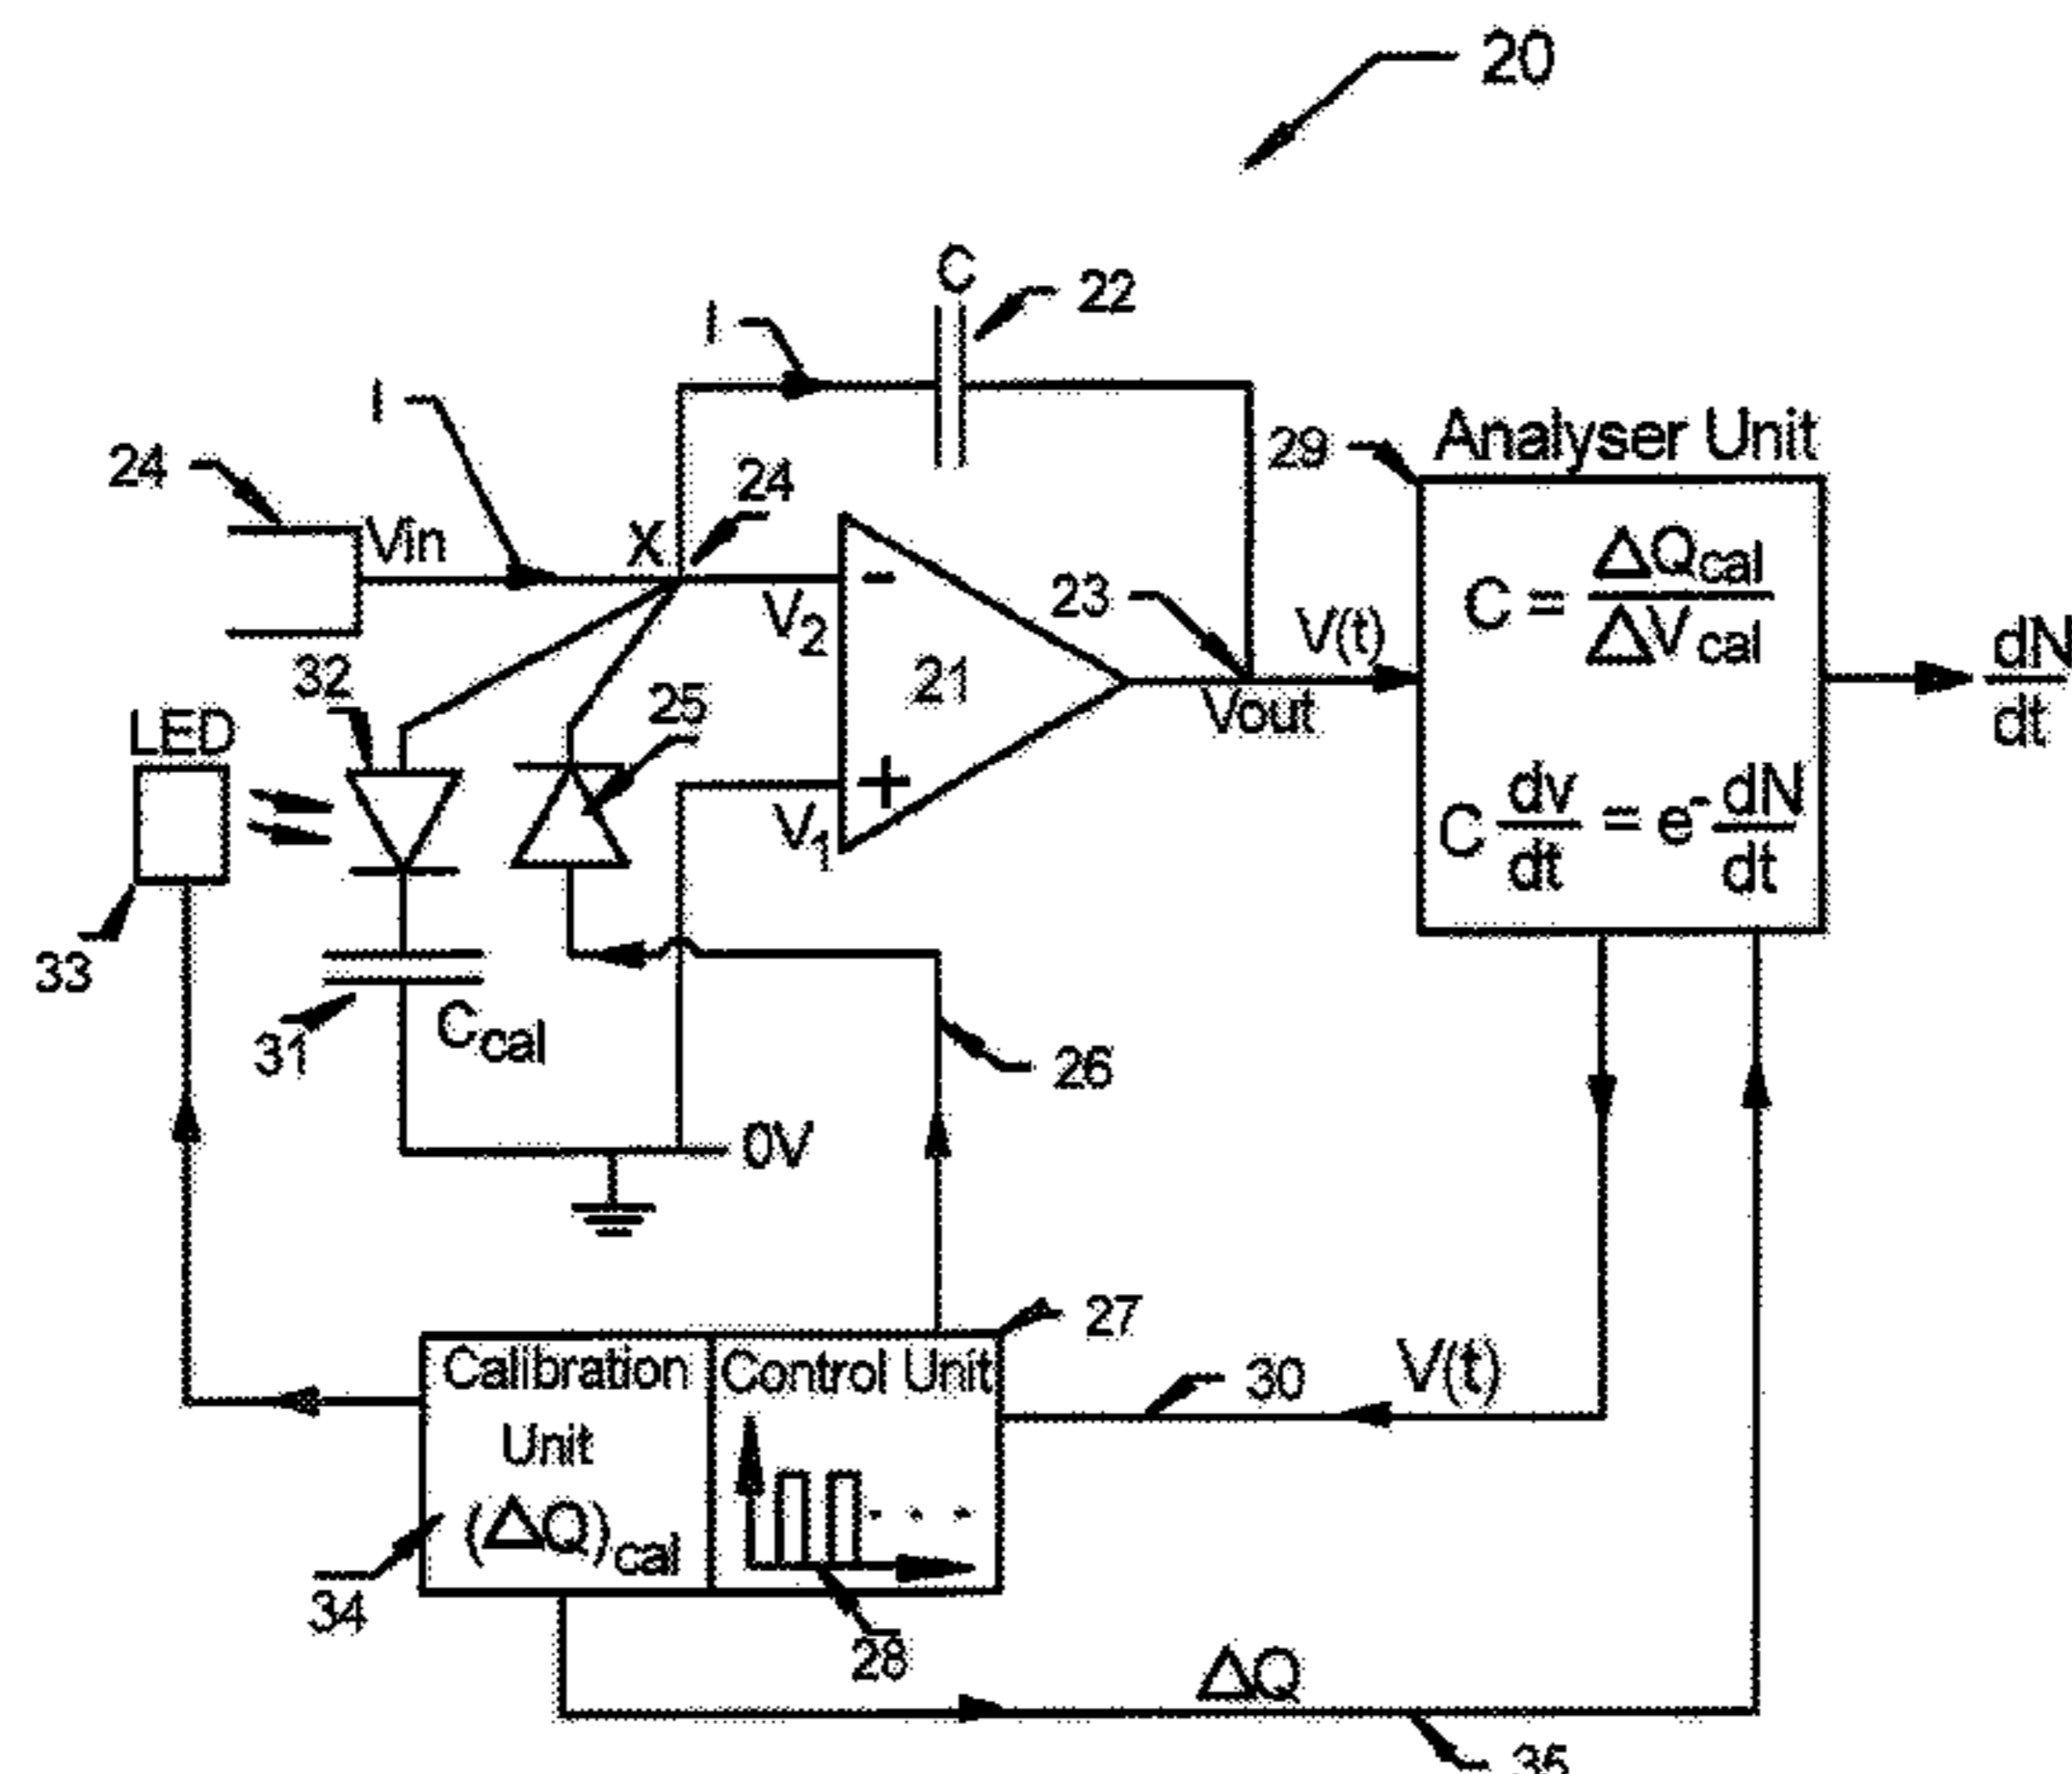 20
C
22
I
I
24
Vin
X
24
29
Analyser Unit
C = ΔQcal / ΔVcal
V2
-
21
23
V(t)
Vout
dN/dt
32
LED
25
V1
+
C dv/dt = e- dN/dt
33
31
Ccal
26
0V
27
Calibration Unit (ΔQ)cal
Control Unit
30
V(t)
34
28
ΔQ
35